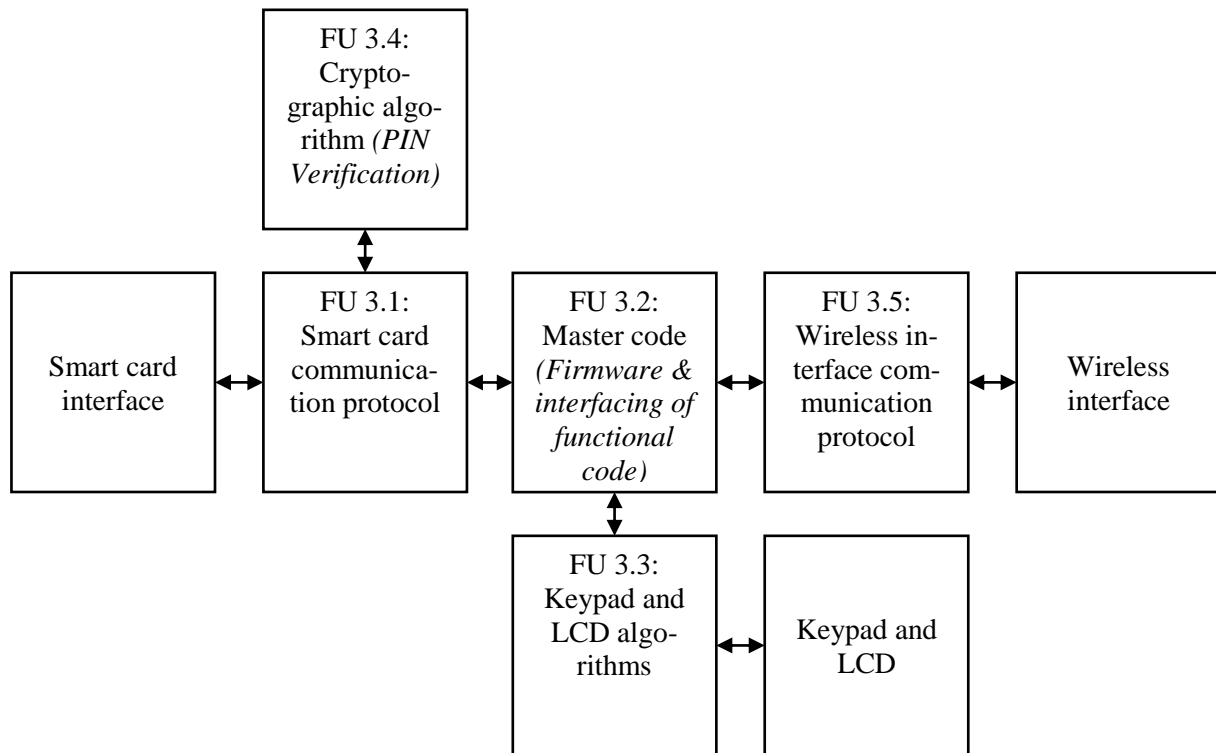 FU 3.4:
Crypto-
graphic algo-
rithm (PIN
Verification)
Smart card
interface
FU 3.1:
Smart card
communica-
tion protocol
FU 3.2:
Master code
(Firmware &
interfacing of
functional
code)
FU 3.5:
Wireless in-
terface com-
munication
protocol
Wireless
interface
FU 3.3:
Keypad and
LCD algo-
rithms
Keypad and
LCD